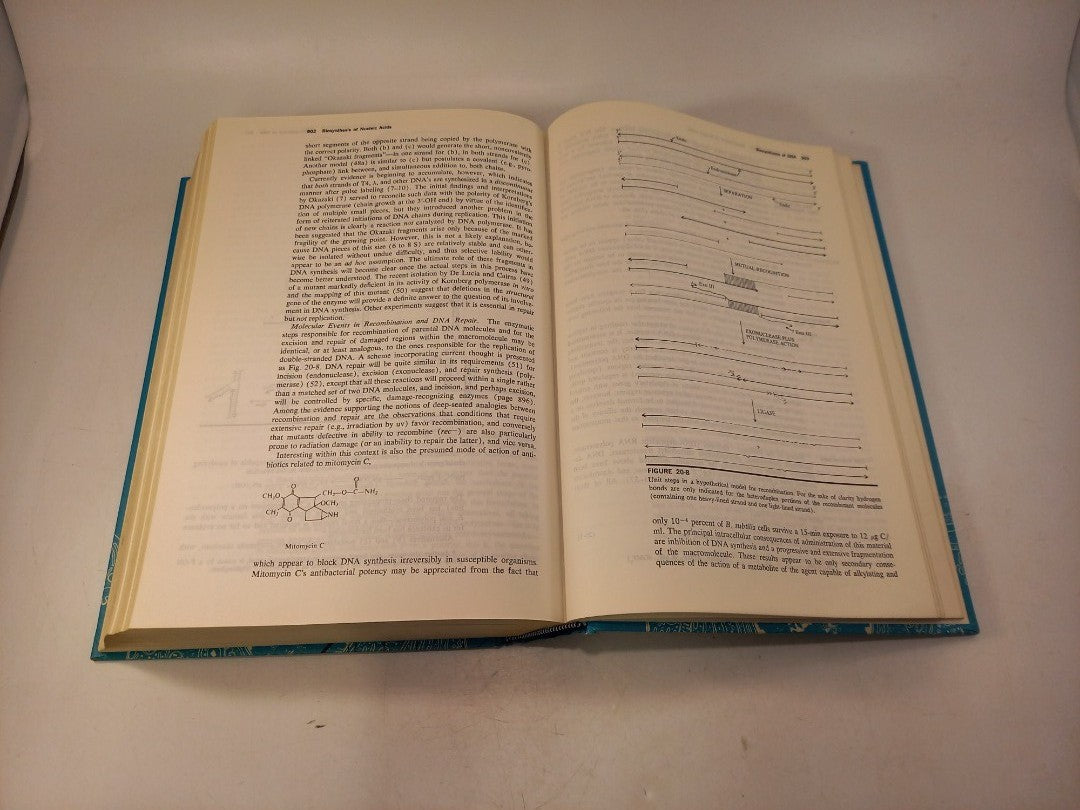 902 Biosynthesis of Nucleic Acids
short segments of the opposite strand being copied by the polymerase with
the correct polarity. Both (b) and (c) would generate the short, noncovalently
linked "Okazaki fragments"—in one strand for (b), in both strands for (c).
Another model (48a) is similar to (c) but postulates a covalent (e.g., pyro-
phosphate) link between, and simultaneous addition to, both chains.
Currently evidence is beginning to accumulate, however, which indicates
that both strands of T4, λ, and other DNA's are synthesized in a discontinuous
manner after pulse labeling (7–10). The initial findings and interpretation
by Okazaki (7) served to reconcile such data with the polarity of Kornberg's
DNA polymerase (chain growth at the 3'-OH end) by virtue of the identifica-
tion of multiple small pieces, but they introduced another problem in the
form of reiterated initiations of DNA chains during replication. This initiation
of new chains is clearly a reaction not catalyzed by DNA polymerase. It has
been suggested that the Okazaki fragments arise only because of the marked
fragility of the growing point. However, this is not a likely explanation, be-
cause DNA pieces of this size (6 to 8 S) are relatively stable and can other-
wise be isolated without undue difficulty, and thus selective lability would
appear to be an ad hoc assumption. The ultimate role of these fragments in
DNA synthesis will become clear once the actual steps in this process have
become better understood. The recent isolation by De Lucia and Cairns (49)
of a mutant markedly deficient in its activity of Kornberg polymerase in vitro
and the mapping of this mutant (50) suggest that deletions in the structural
gene of the enzyme will provide a definite answer to the question of its involve-
ment in DNA synthesis. Other experiments suggest that it is essential in repair
but not replication.
Molecular Events in Recombination and DNA Repair. The enzymatic
steps responsible for recombination of parental DNA molecules and for the
excision and repair of damaged regions within the macromolecule may be
identical, or at least analogous, to the ones responsible for the replication of
double-stranded DNA. A scheme incorporating current thought is presented
as Fig. 20-8. DNA repair will be quite similar in its requirements (51) for
incision (endonuclease), excision (exonuclease), and repair synthesis (poly-
merase) (52), except that all these reactions will proceed within a single rather
than a matched set of two DNA molecules, and incision, and perhaps excision,
will be controlled by specific, damage-recognizing enzymes (page 896).
Among the evidence supporting the notions of deep-seated analogies between
recombination and repair are the observations that conditions that require
extensive repair (e.g., irradiation by uv) favor recombination, and conversely
that mutants defective in ability to recombine (rec−) are also particularly
prone to radiation damage (or an inability to repair the latter), and vice versa.
Interesting within this context is also the presumed mode of action of anti-
biotics related to mitomycin C,
O
O
CH₃O
CH₂—O—C—NH₂
OCH₃
CH₃
NH
O
Mitomycin C
which appear to block DNA synthesis irreversibly in susceptible organisms.
Mitomycin C's antibacterial potency may be appreciated from the fact that
Biosynthesis of DNA 903
Endo
Endonuclease
SEPARATION
Endo
MUTUAL RECOGNITION
Exo III
Exo III
EXONUCLEASE PLUS
POLYMERASE ACTION
LIGASE
FIGURE 20-8
Unit steps in a hypothetical model for recombination. For the sake of clarity hydrogen
bonds are only indicated for the heteroduplex portions of the recombinant molecules
(containing one heavy-lined strand and one light-lined strand).
only 10⁻⁴ percent of B. subtilis cells survive a 15-min exposure to 12 μg C/
ml. The principal intracellular consequences of administration of this material
are inhibition of DNA synthesis and a progressive and extensive fragmentation
of the macromolecule. These results appear to be only secondary conse-
quences of the action of a metabolite of the agent capable of alkylating and